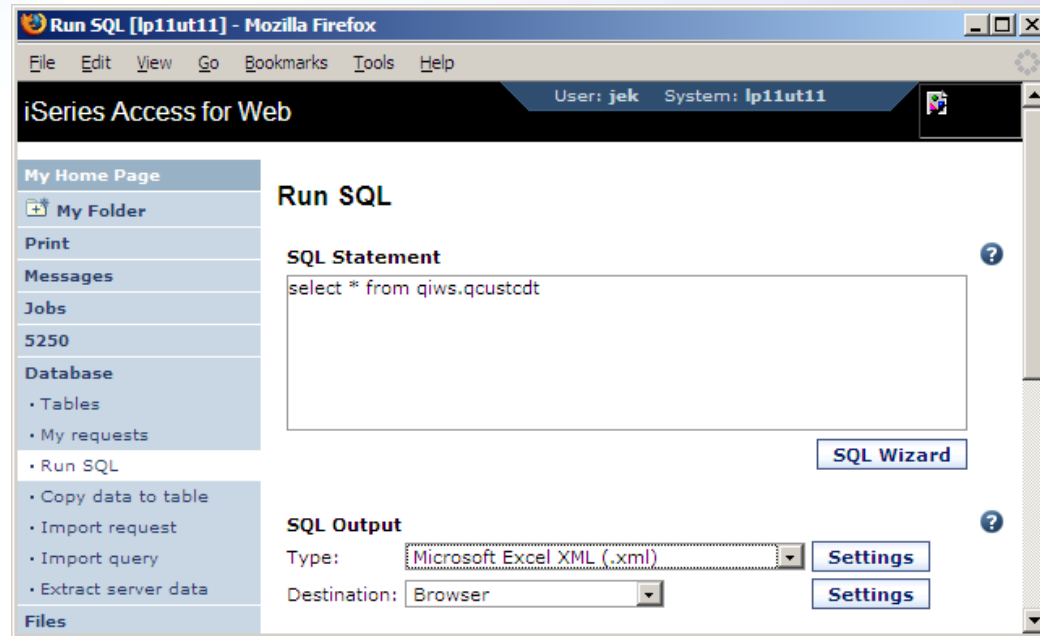 Run SQL [lp11ut11] - Mozilla Firefox
File Edit View Go Bookmarks Tools Help
iSeries Access for Web
User: jek System: lp11ut11
My Home Page
My Folder
Print
Messages
Jobs
5250
Database
• Tables
• My requests
• Run SQL
• Copy data to table
• Import request
• Import query
• Extract server data
Files
Run SQL
SQL Statement
?
select * from qiws.qcustcdt
SQL Wizard
SQL Output
?
Type: Microsoft Excel XML (.xml) Settings
Destination: Browser Settings